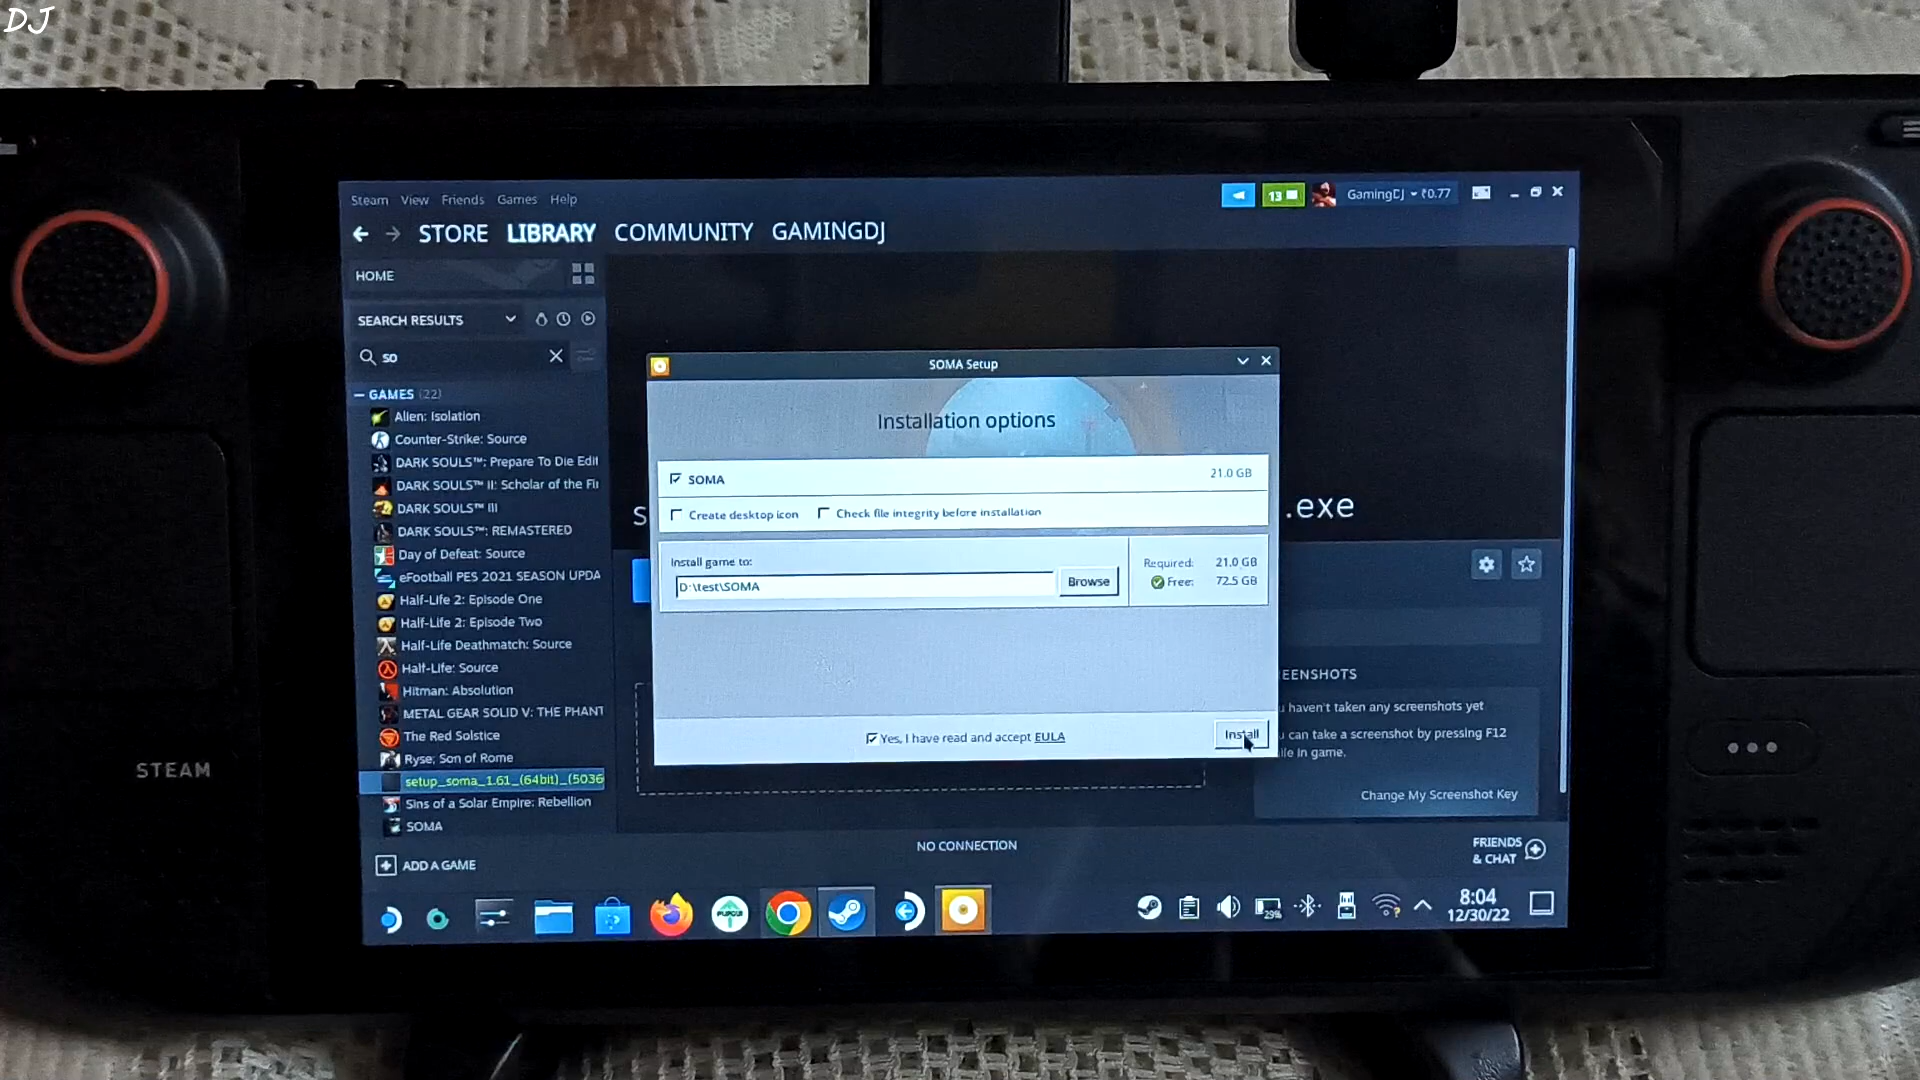 DJ
Steam View Friends Games Help
13
GamingDJ ₹0.77
STORE LIBRARY COMMUNITY GAMINGDJ
HOME
SEARCH RESULTS
so
GAMES (22)
Alien: Isolation
Counter-Strike: Source
DARK SOULS™: Prepare To Die Edit
DARK SOULS™ II: Scholar of the Fi
DARK SOULS™ III
DARK SOULS™: REMASTERED
Day of Defeat: Source
eFootball PES 2021 SEASON UPDA
Half-Life 2: Episode One
Half-Life 2: Episode Two
Half-Life Deathmatch: Source
Half-Life: Source
Hitman: Absolution
METAL GEAR SOLID V: THE PHANT
The Red Solstice
Ryse: Son of Rome
setup_soma_1.61_(64bit)_(5036
Sins of a Solar Empire: Rebellion
SOMA
ADD A GAME
SOMA Setup
Installation options
SOMA 21.0 GB
Create desktop icon Check file integrity before installation
Install game to:
D:\test\SOMA
Browse
Required: 21.0 GB
Free: 72.5 GB
Yes, I have read and accept EULA
Install
s .exe
EENSHOTS
u haven't taken any screenshots yet
u can take a screenshot by pressing F12
ile in game.
Change My Screenshot Key
NO CONNECTION
FRIENDS
& CHAT
PUPGUI
29%
8:04
12/30/22
STEAM